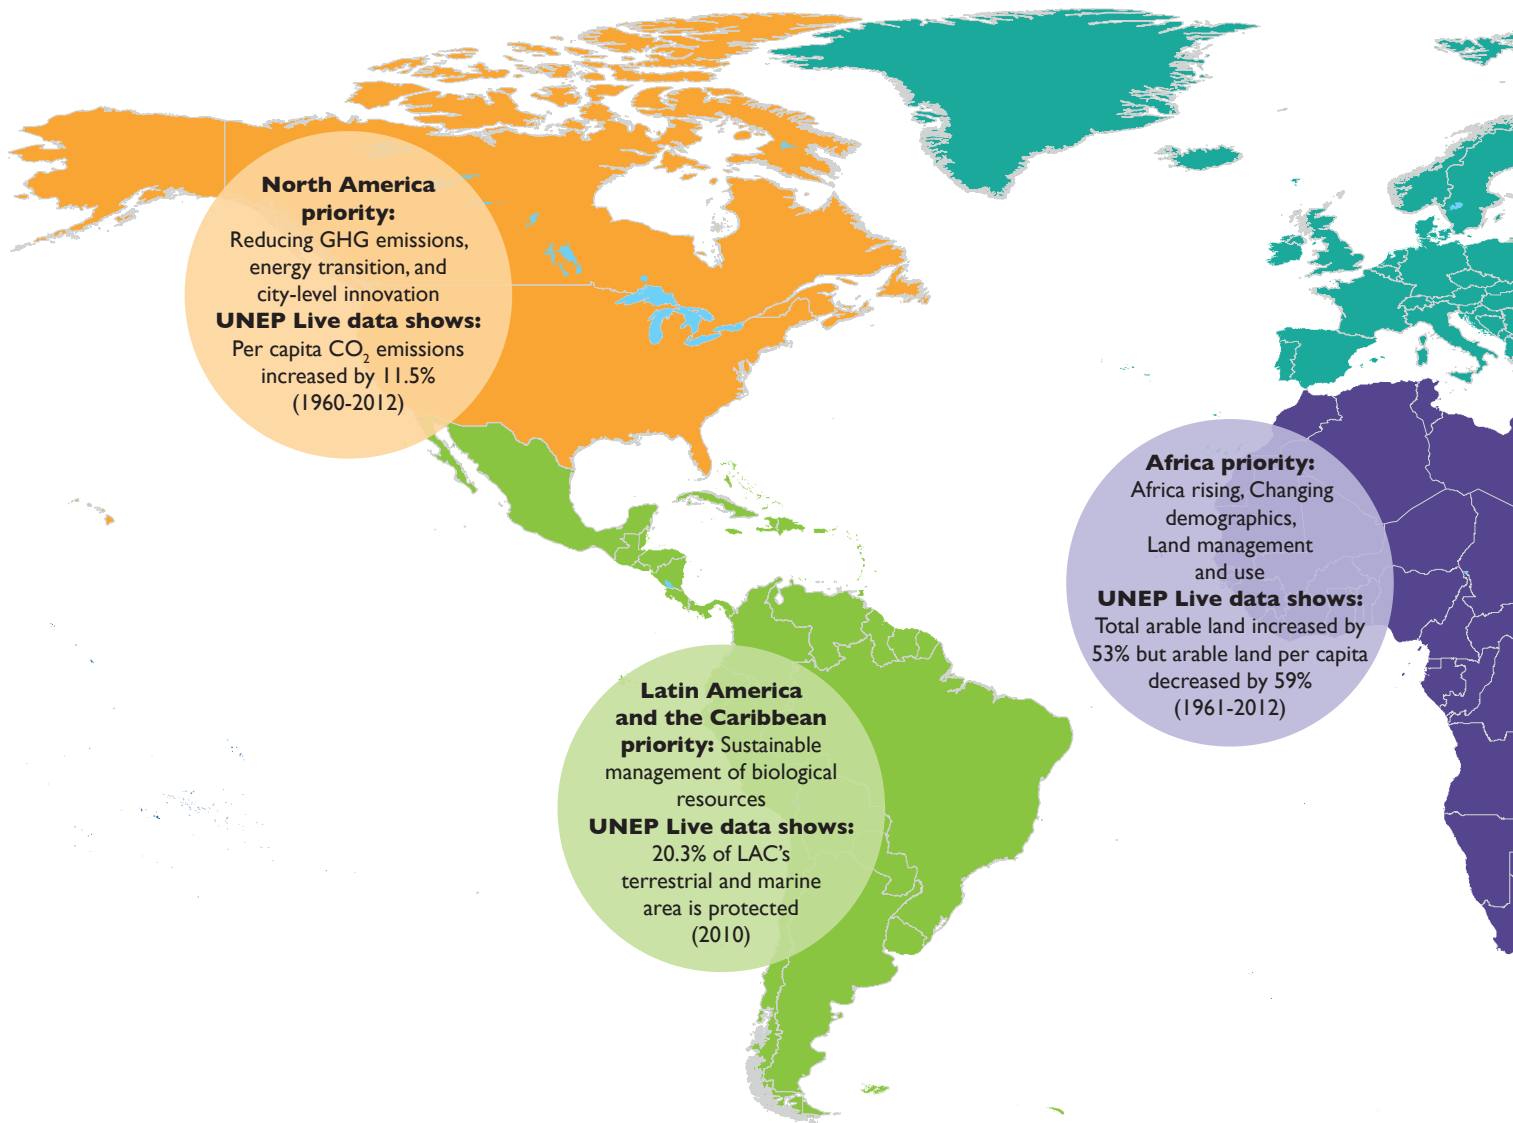 North America
priority:
Reducing GHG emissions,
energy transition, and
city-level innovation
UNEP Live data shows:
Per capita CO₂ emissions
increased by 11.5%
(1960-2012)
Africa priority:
Africa rising, Changing
demographics,
Land management
and use
UNEP Live data shows:
Total arable land increased by
53% but arable land per capita
decreased by 59%
(1961-2012)
Latin America
and the Caribbean
priority: Sustainable
management of biological
resources
UNEP Live data shows:
20.3% of LAC’s
terrestrial and marine
area is protected
(2010)